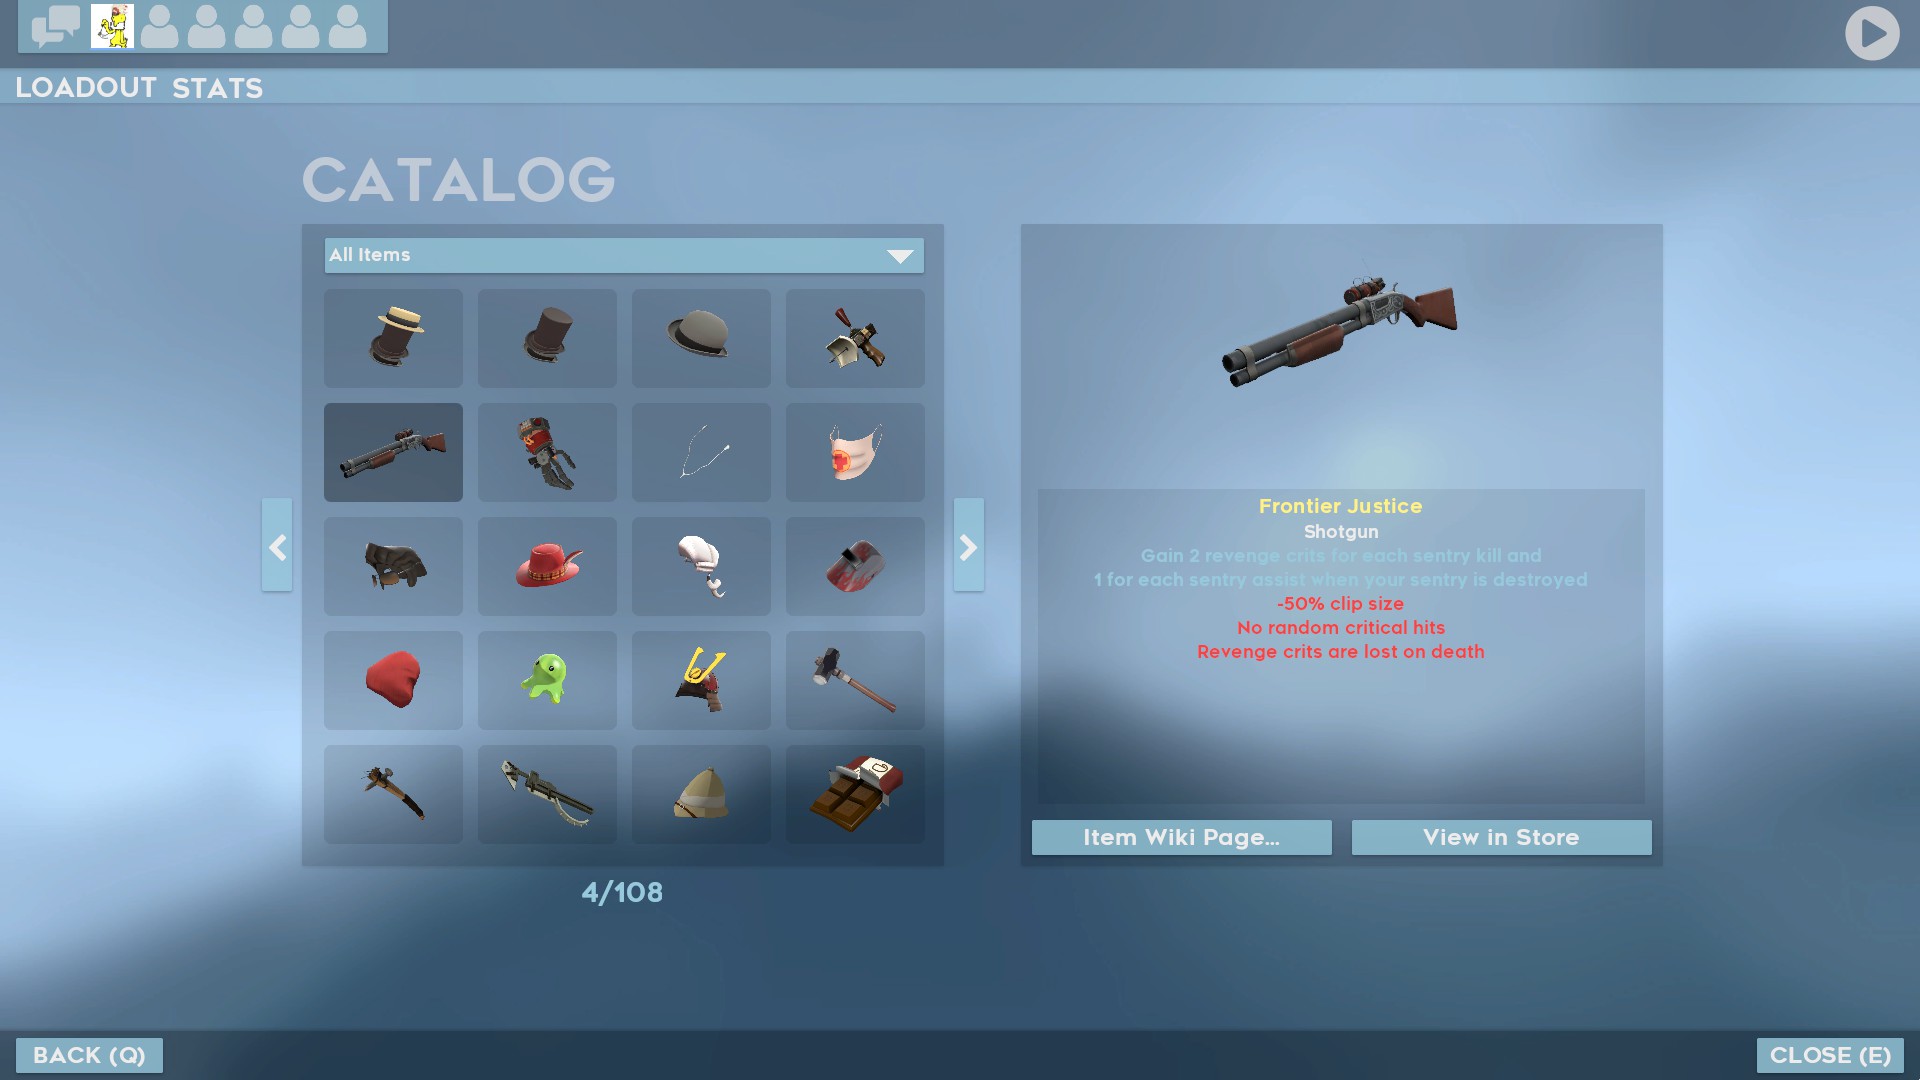 LOADOUT STATS
CATALOG
All Items
4/108
Frontier Justice
Shotgun
Gain 2 revenge crits for each sentry kill and
1 for each sentry assist when your sentry is destroyed
-50% clip size
No random critical hits
Revenge crits are lost on death
Item Wiki Page...
View in Store
BACK (Q)
CLOSE (E)